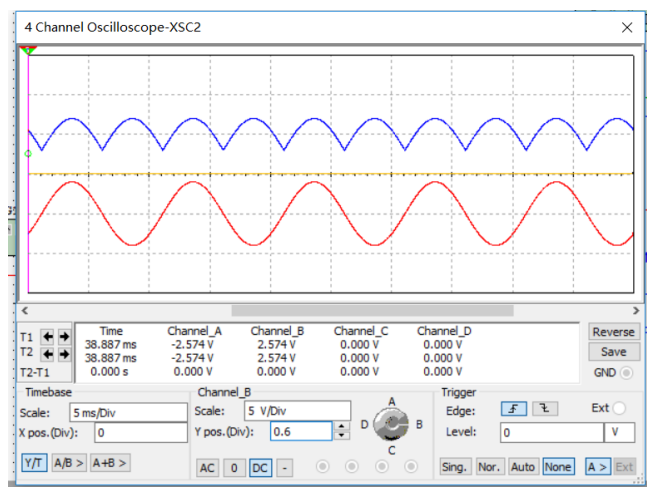 4 Channel Oscilloscope-XSC2
Time Channel_A Channel_B Channel_C Channel_D
T1 38.887 ms -2.574 V 2.574 V 0.000 V 0.000 V
T2 38.887 ms -2.574 V 2.574 V 0.000 V 0.000 V
T2-T1 0.000 s 0.000 V 0.000 V 0.000 V 0.000 V
Reverse
Save
GND
Timebase
Scale: 5 ms/Div
X pos.(Div): 0
Y/T A/B > A+B >
Channel_B
Scale: 5 V/Div
Y pos.(Div): 0.6
AC 0 DC -
A
D B
C
Trigger
Edge: Ext
Level: 0 V
Sing. Nor. Auto None A > Ext